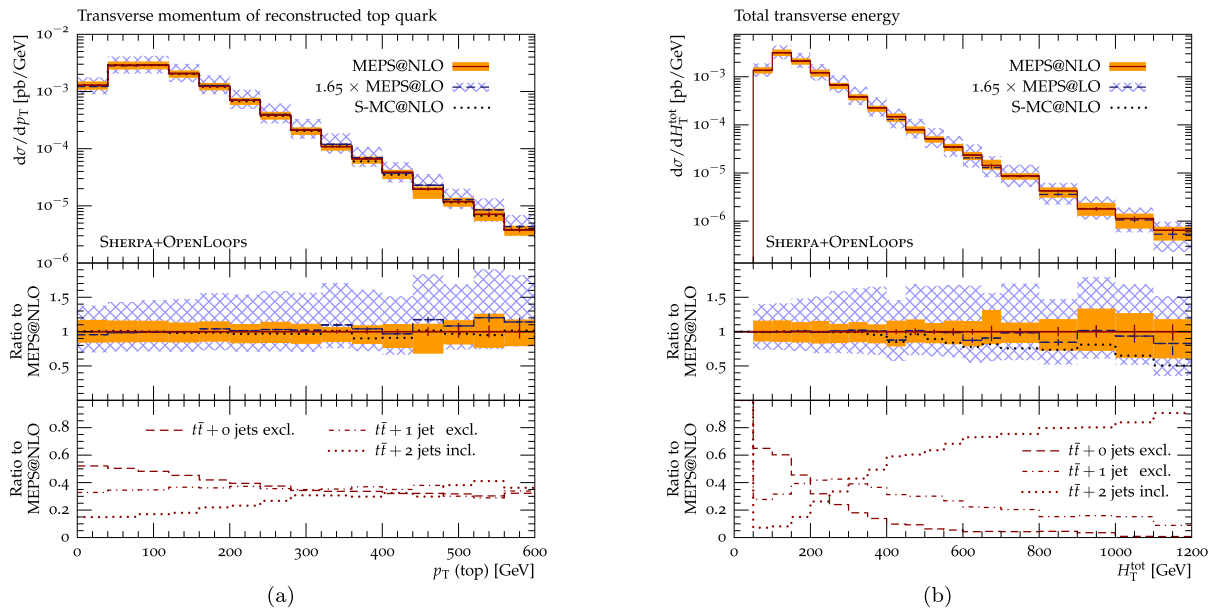 Transverse momentum of reconstructed top quark
dσ/dp_T [pb/GeV]
10⁻²
10⁻³
10⁻⁴
10⁻⁵
10⁻⁶
MEPS@NLO
1.65 × MEPS@LO
S-MC@NLO
SHERPA+OPENLOOPS
Ratio to
MEPS@NLO
1.5
1
0.5
Ratio to
MEPS@NLO
0.8
0.6
0.4
0.2
0
tt̄ + 0 jets excl.
tt̄ + 1 jet excl.
tt̄ + 2 jets incl.
0 100 200 300 400 500 600
p_T (top) [GeV]
(a)
Total transverse energy
dσ/dH_T^tot [pb/GeV]
10⁻³
10⁻⁴
10⁻⁵
10⁻⁶
MEPS@NLO
1.65 × MEPS@LO
S-MC@NLO
SHERPA+OPENLOOPS
Ratio to
MEPS@NLO
1.5
1
0.5
Ratio to
MEPS@NLO
0.8
0.6
0.4
0.2
0
tt̄ + 0 jets excl.
tt̄ + 1 jet excl.
tt̄ + 2 jets incl.
0 200 400 600 800 1000 1200
H_T^tot [GeV]
(b)